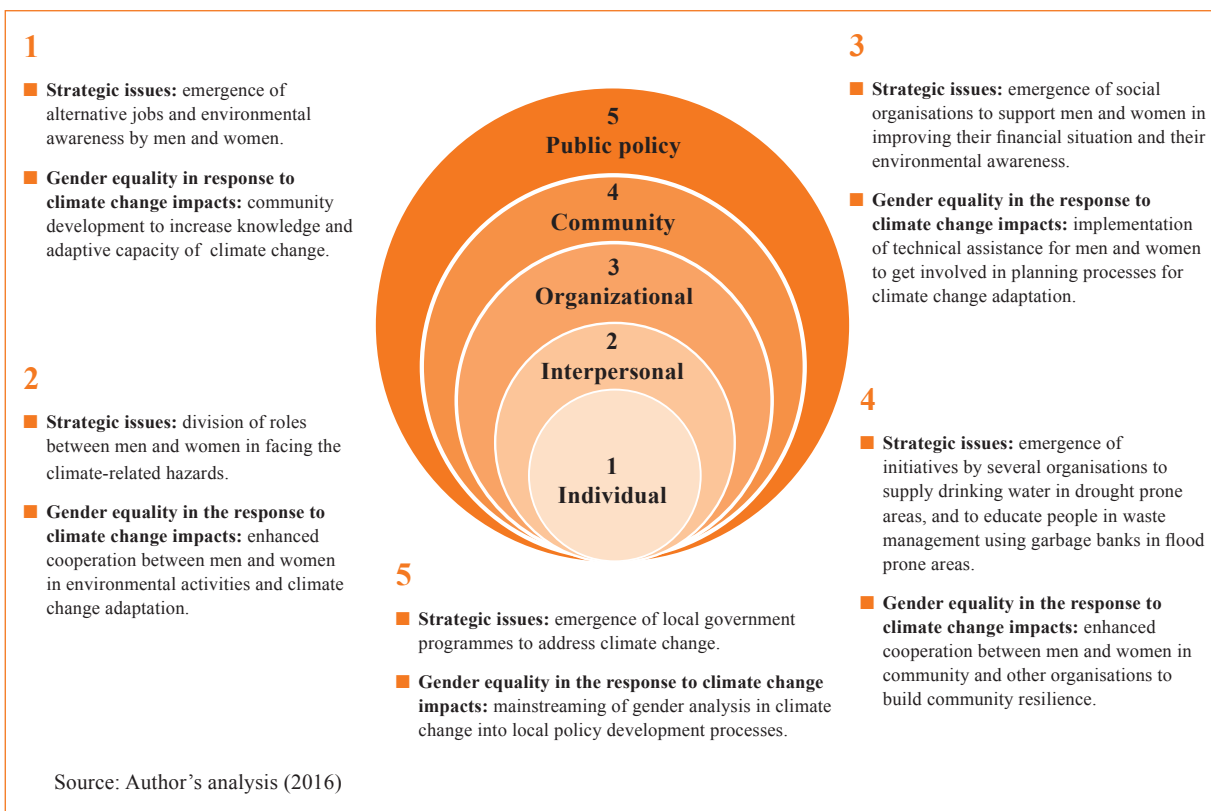 1
■ Strategic issues: emergence of
alternative jobs and environmental
awareness by men and women.
■ Gender equality in response to
climate change impacts: community
development to increase knowledge and
adaptive capacity of climate change.
2
■ Strategic issues: division of roles
between men and women in facing the
climate-related hazards.
■ Gender equality in the response to
climate change impacts: enhanced
cooperation between men and women
in environmental activities and climate
change adaptation.
5
Public policy
4
Community
3
Organizational
2
Interpersonal
1
Individual
3
■ Strategic issues: emergence of social
organisations to support men and women in
improving their financial situation and their
environmental awareness.
■ Gender equality in the response to
climate change impacts: implementation
of technical assistance for men and women
to get involved in planning processes for
climate change adaptation.
4
■ Strategic issues: emergence of
initiatives by several organisations to
supply drinking water in drought prone
areas, and to educate people in waste
management using garbage banks in flood
prone areas.
■ Gender equality in the response to
climate change impacts: enhanced
cooperation between men and women in
community and other organisations to
build community resilience.
5
■ Strategic issues: emergence of local government
programmes to address climate change.
■ Gender equality in the response to climate change
impacts: mainstreaming of gender analysis in climate
change into local policy development processes.
Source: Author's analysis (2016)